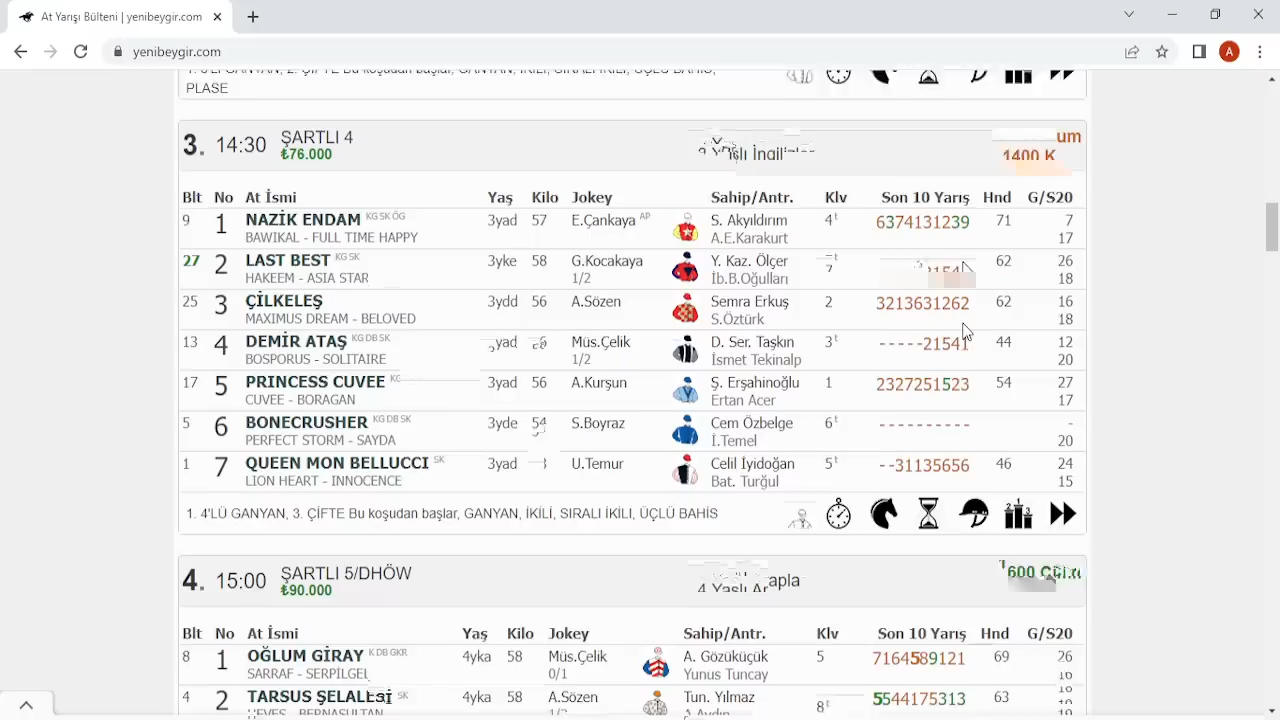 At Yarışı Bülteni | yenibeygir.com
yenibeygir.com
A
PLASE
3. 14:30 ŞARTLI 4
₺76.000
1400 K
Blt No At İsmi Yaş Kilo Jokey Sahip/Antr. Klv Son 10 Yarış Hnd G/S20
9 1 NAZİK ENDAM KG SK ÖG 3yad 57 E.Çankaya AP S. Akyıldırım 4t 6374131239 71 7
BAWIKAL - FULL TIME HAPPY A.E.Karakurt 17
27 2 LAST BEST KG SK 3yke 58 G.Kocakaya Y. Kaz. Ölçer 62 26
HAKEEM - ASIA STAR 1/2 İb.B.Oğulları 18
25 3 ÇİLKELEŞ 3ydd 56 A.Sözen Semra Erkuş 2 3213631262 62 16
MAXIMUS DREAM - BELOVED S.Öztürk 18
13 4 DEMİR ATAŞ KG DB SK Müs.Çelik D. Ser. Taşkın 3t -----21541 44 12
BOSPORUS - SOLITAIRE 1/2 İsmet Tekinalp 20
17 5 PRINCESS CUVEE KG 3yad 56 A.Kurşun Ş. Erşahinoğlu 1 2327251523 54 27
CUVEE - BORAGAN Ertan Acer 17
5 6 BONECRUSHER KG DB SK 3yde 54 S.Boyraz Cem Özbelge 6t ---------- -
PERFECT STORM - SAYDA İ.Temel 20
1 7 QUEEN MON BELLUCCI SK 3yad U.Temur Celil İyidoğan 5t --31135656 46 24
LION HEART - INNOCENCE Bat. Turğul 15
1. 4'LÜ GANYAN, 3. ÇİFTE Bu koşudan başlar, GANYAN, İKİLİ, SIRALI İKİLİ, ÜÇLÜ BAHİS
4. 15:00 ŞARTLI 5/DHÖW
₺90.000
Blt No At İsmi Yaş Kilo Jokey Sahip/Antr. Klv Son 10 Yarış Hnd G/S20
8 1 OĞLUM GİRAY K DB GKR 4yka 58 Müs.Çelik A. Gözüküçük 5 7164589121 69 26
SARRAF - SERPİLGEL 0/1 Yunus Tuncay 16
4 2 TARSUS ŞELALESİ SK 4yka 58 A.Sözen Tun. Yılmaz 8t 5544175313 63